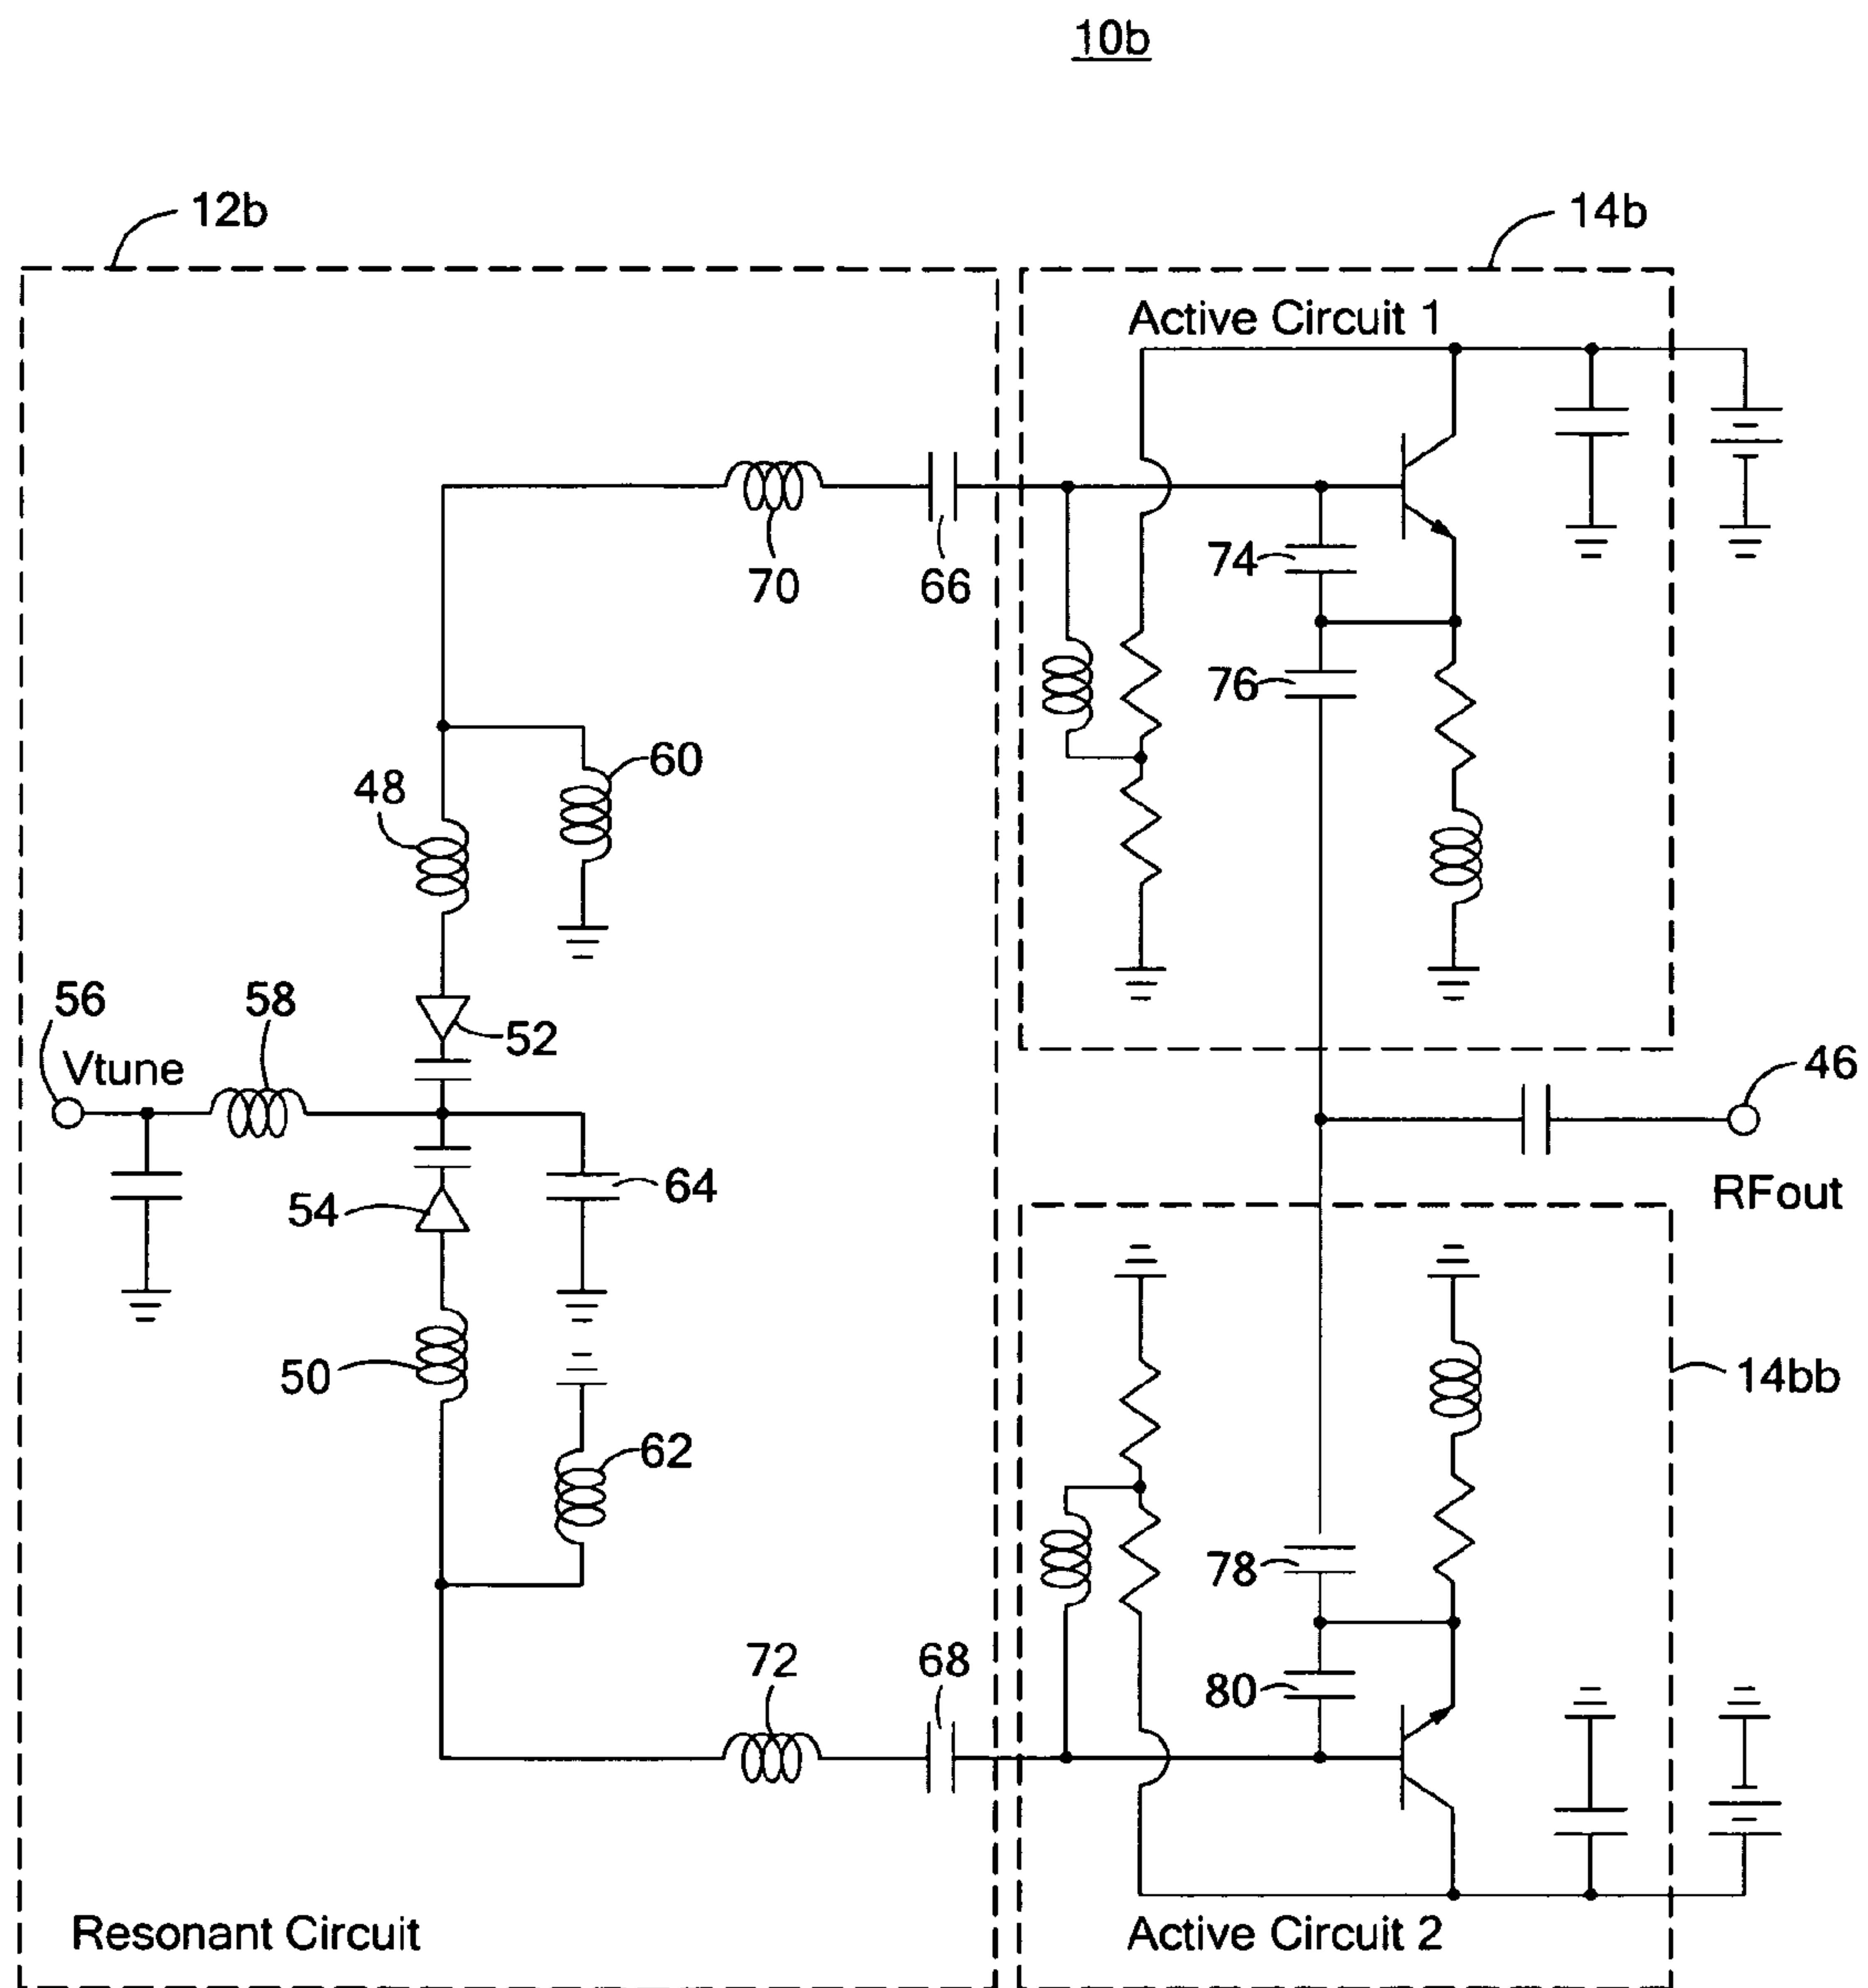 10b
12b
14b
Active Circuit 1
70
66
74
76
60
48
52
56
58
Vtune
46
RFout
64
54
50
14bb
62
78
72
68
80
Resonant Circuit
Active Circuit 2